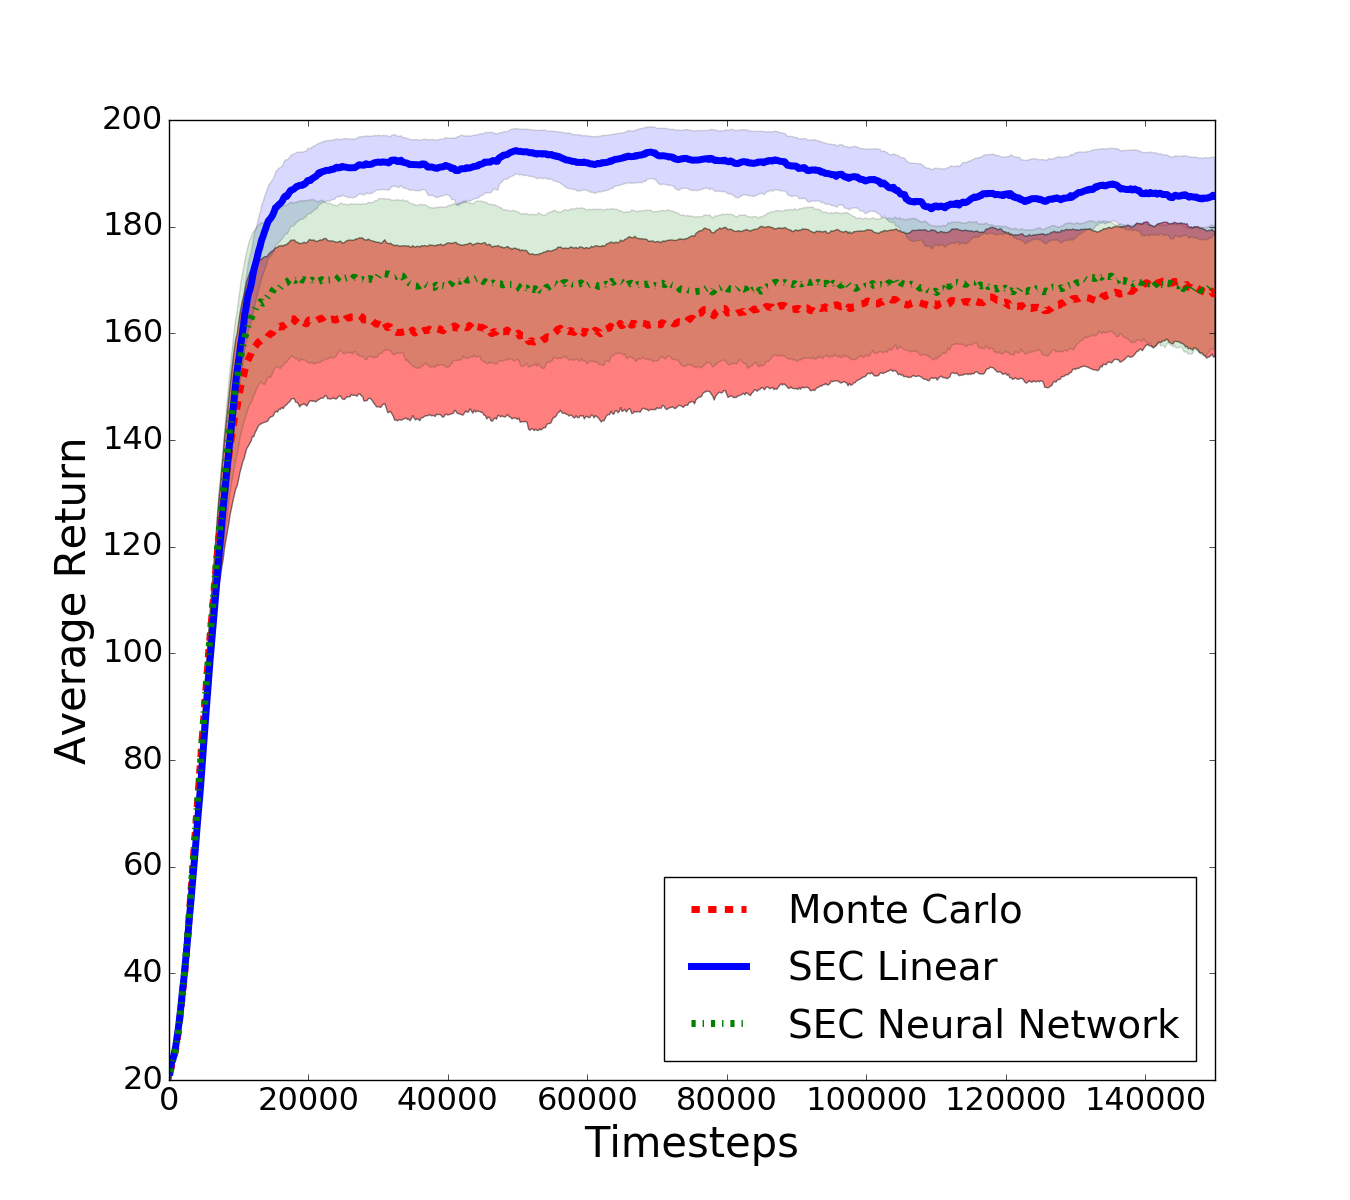 200
180
160
140
120
100
80
60
40
20
Average Return
0 20000 40000 60000 80000 100000 120000 140000
Timesteps
Monte Carlo
SEC Linear
SEC Neural Network